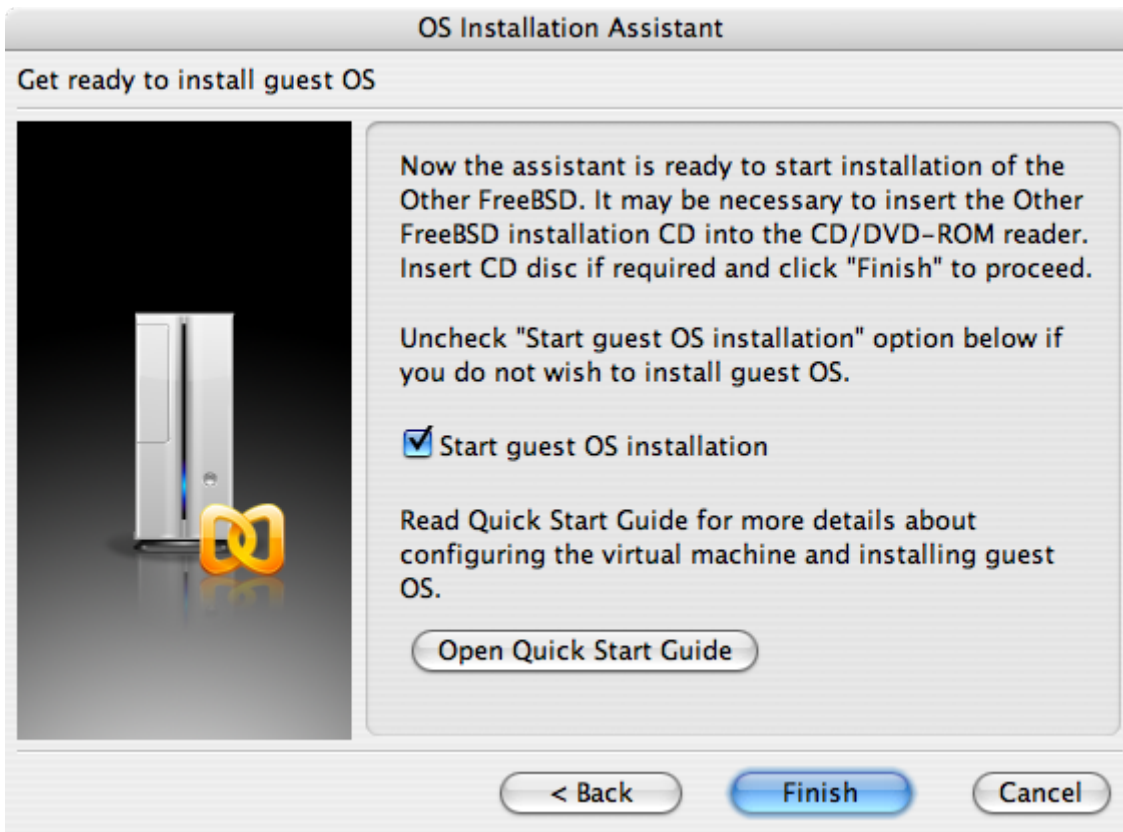 OS Installation Assistant
Get ready to install guest OS
Now the assistant is ready to start installation of the
Other FreeBSD. It may be necessary to insert the Other
FreeBSD installation CD into the CD/DVD-ROM reader.
Insert CD disc if required and click "Finish" to proceed.
Uncheck "Start guest OS installation" option below if
you do not wish to install guest OS.
Start guest OS installation
Read Quick Start Guide for more details about
configuring the virtual machine and installing guest
OS.
Open Quick Start Guide
< Back Finish Cancel